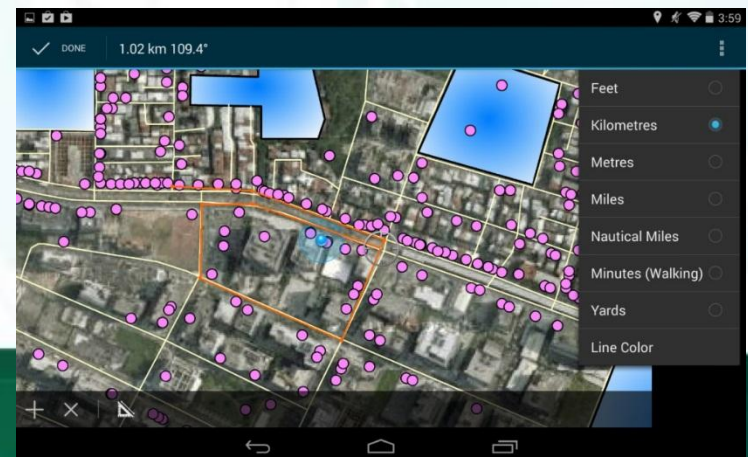 3:59
DONE
1.02 km 109.4°
Feet
Kilometres
Metres
Miles
Nautical Miles
Minutes (Walking)
Yards
Line Color